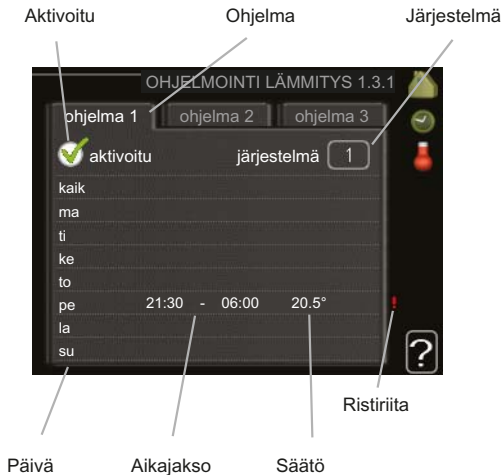 Aktivoitu Ohjelma Järjestelmä
OHJELMOINTI LÄMMITYS 1.3.1
ohjelma 1 ohjelma 2 ohjelma 3
aktivoitu järjestelmä 1
kaik
ma
ti
ke
to
pe 21:30 - 06:00 20.5° !
la
su ?
Ristiriita
Päivä Aikajakso Säätö